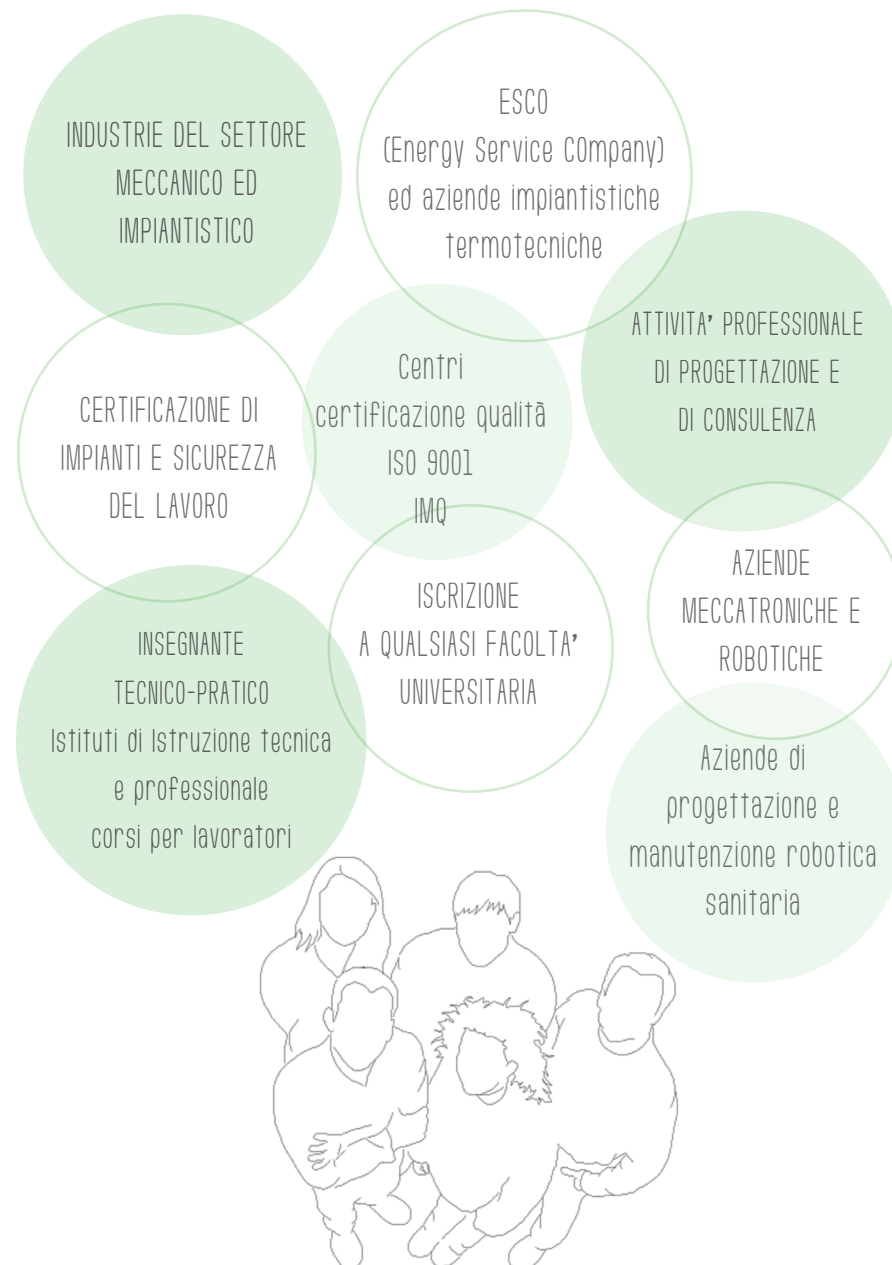 INDUSTRIE DEL SETTORE
MECCANICO ED
IMPIANTISTICO
ESCO
(Energy Service COmpany)
ed aziende impiantistiche
termotecniche
ATTIVITA' PROFESSIONALE
DI PROGETTAZIONE E
DI CONSULENZA
CERTIFICAZIONE DI
IMPIANTI E SICUREZZA
DEL LAVORO
Centri
certificazione qualità
ISO 9001
IMQ
AZIENDE
MECCATRONICHE E
ROBOTICHE
INSEGNANTE
TECNICO-PRATICO
Istituti di Istruzione tecnica
e professionale
corsi per lavoratori
ISCRIZIONE
A QUALSIASI FACOLTA'
UNIVERSITARIA
Aziende di
progettazione e
manutenzione robotica
sanitaria